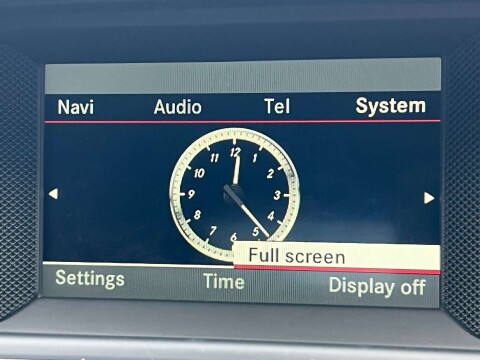 Navi Audio Tel System
12
11 1
10 2
9 3
8 4
7 5
6
Full screen
Settings Time Display off